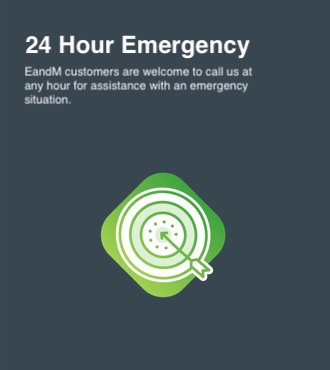 24 Hour Emergency
EandM customers are welcome to call us at
any hour for assistance with an emergency
situation.